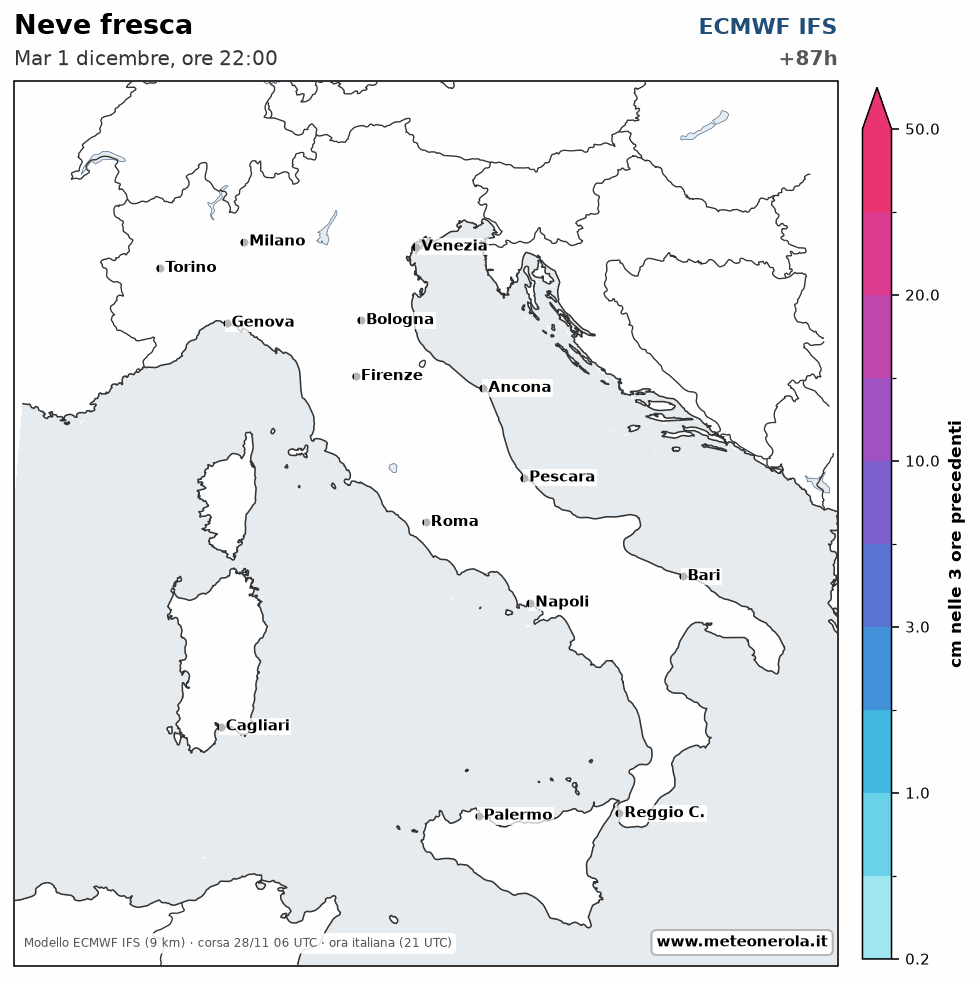 Neve fresca
ECMWF IFS
Mar 1 dicembre, ore 22:00
+87h
50.0
Milano
Venezia
Torino
20.0
Bologna
Genova
Firenze
Ancona
10.0
Pescara
Roma
cm nelle 3 ore precedenti
Bari
Napoli
3.0
Cagliari
1.0
Palermo
Reggio C.
Modello ECMWF IFS (9 km) · corsa 28/11 06 UTC · ora italiana (21 UTC)
www.meteonerola.it
0.2